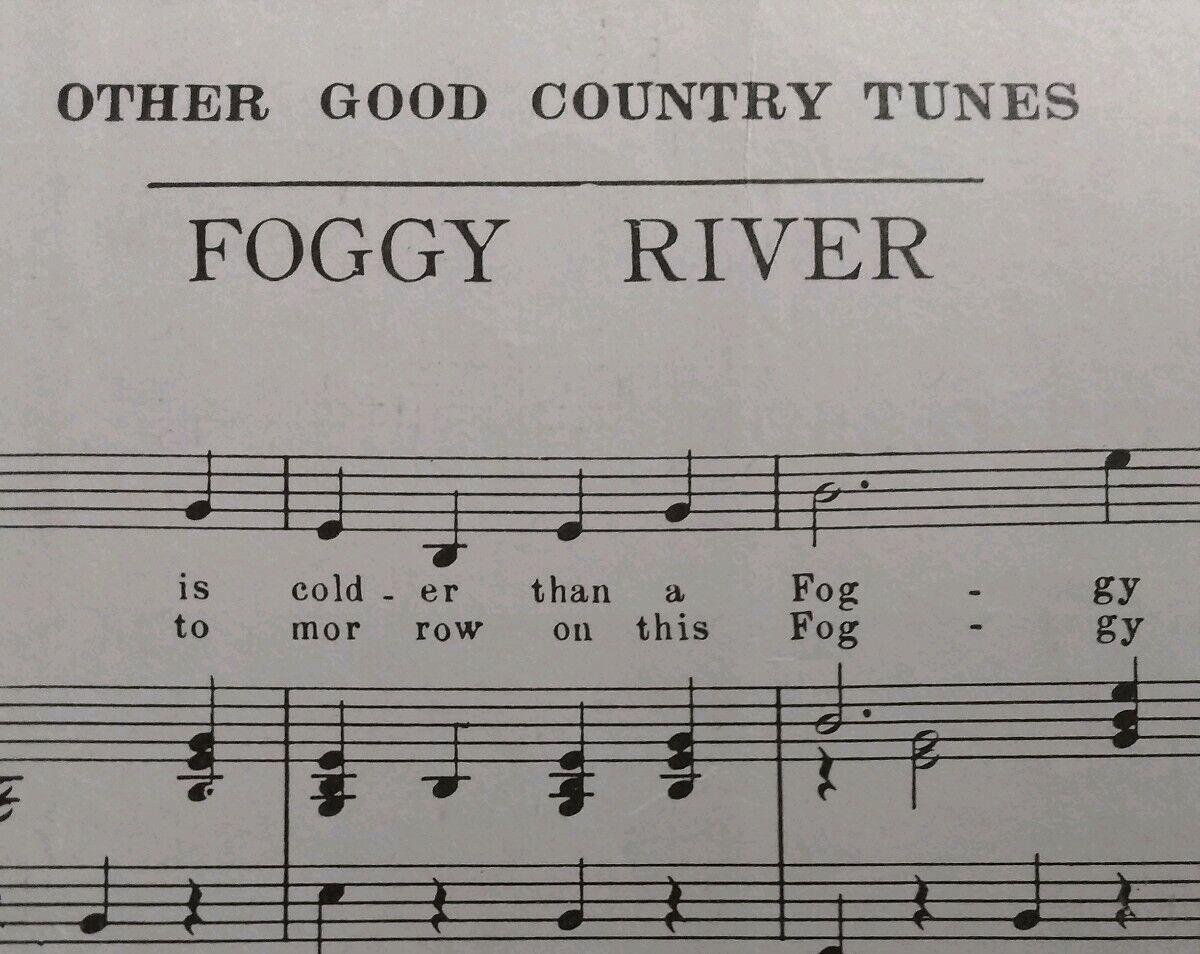 OTHER GOOD COUNTRY TUNES
FOGGY RIVER
is cold - er than a Fog - gy
to mor row on this Fog - gy